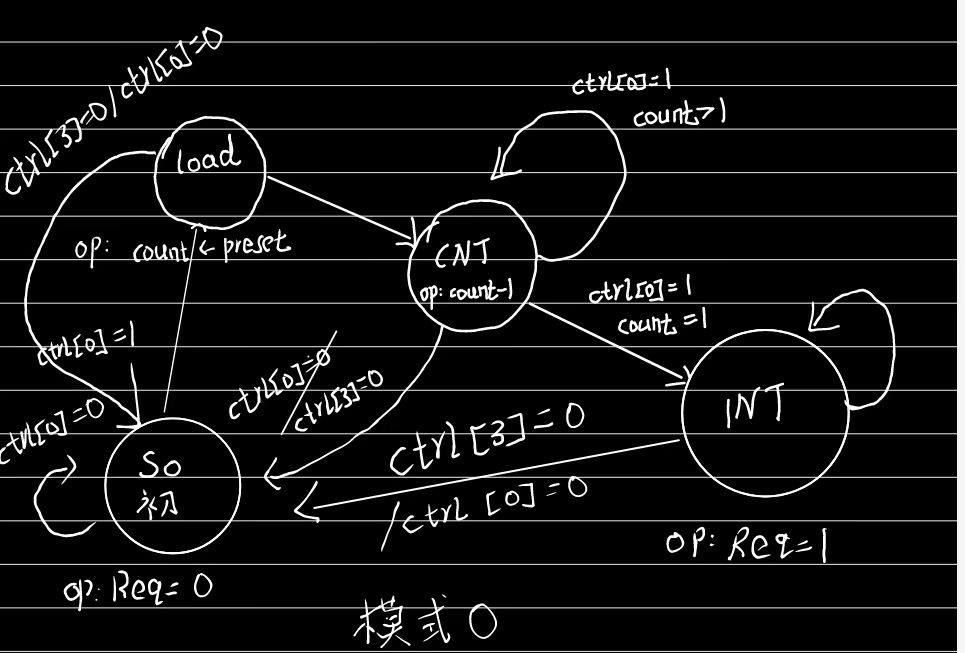 ctrl[3]=0/ctrl[0]=0
load
op: count ← preset
ctrl[0]=1
count>1
CNT
op: count-1
ctrl[0]=1
count=1
INT
op: Req=1
ctrl[0]=1
ctrl[0]=0
/ctrl[3]=0
ctrl[3]=0
/ctrl[0]=0
ctrl[0]=0
S0
初
op: Req=0
模式0